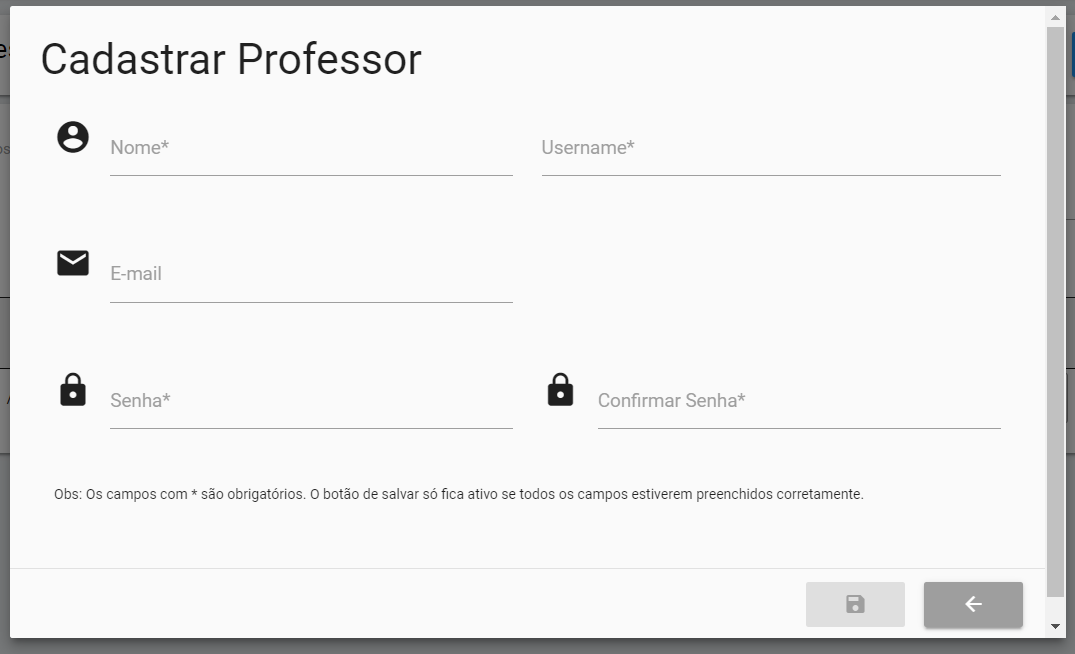 Cadastrar Professor
Nome*
Username*
E-mail
Senha*
Confirmar Senha*
Obs: Os campos com * são obrigatórios. O botão de salvar só fica ativo se todos os campos estiverem preenchidos corretamente.